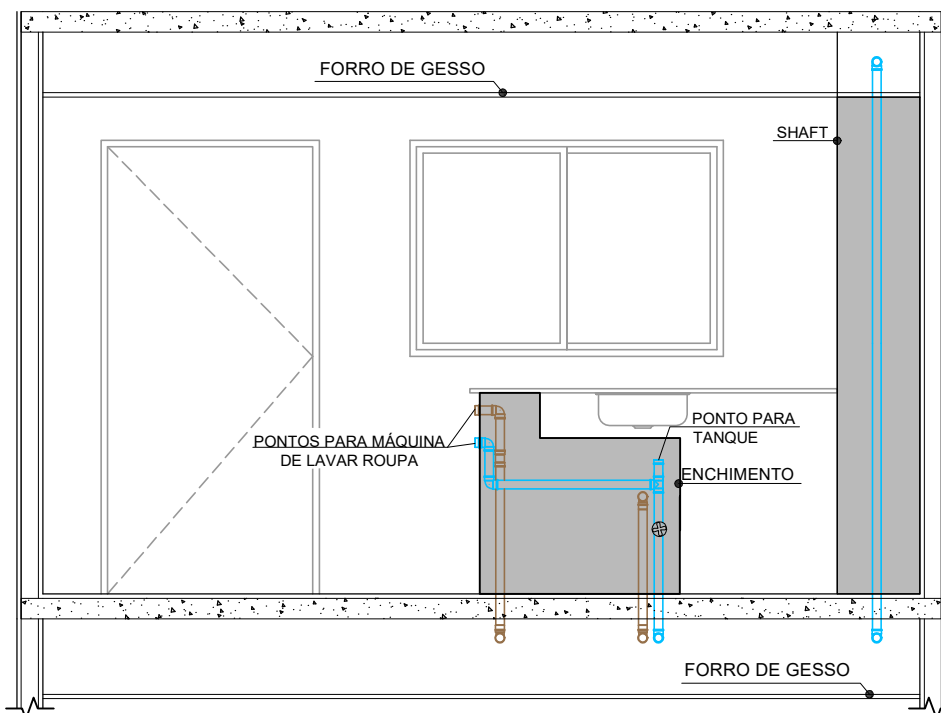 FORRO DE GESSO
SHAFT
PONTOS PARA MÁQUINA
DE LAVAR ROUPA
PONTO PARA
TANQUE
ENCHIMENTO
FORRO DE GESSO